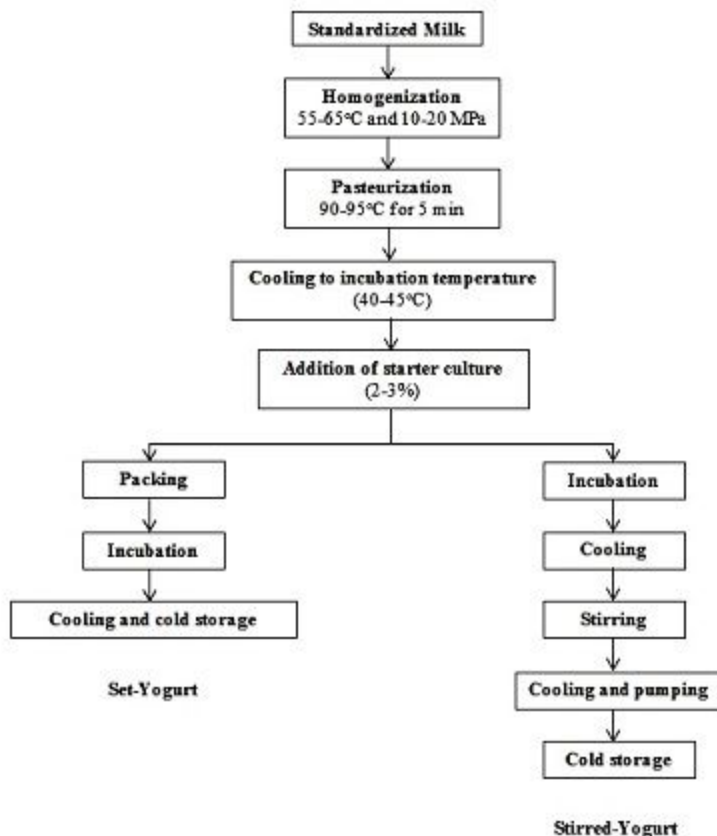 Standardized Milk
Homogenization
55-65°C and 10-20 MPa
Pasteurization
90-95°C for 5 min
Cooling to incubation temperature
(40-45°C)
Addition of starter culture
(2-3%)
Packing
Incubation
Cooling and cold storage
Set-Yogurt
Incubation
Cooling
Stirring
Cooling and pumping
Cold storage
Stirred-Yogurt